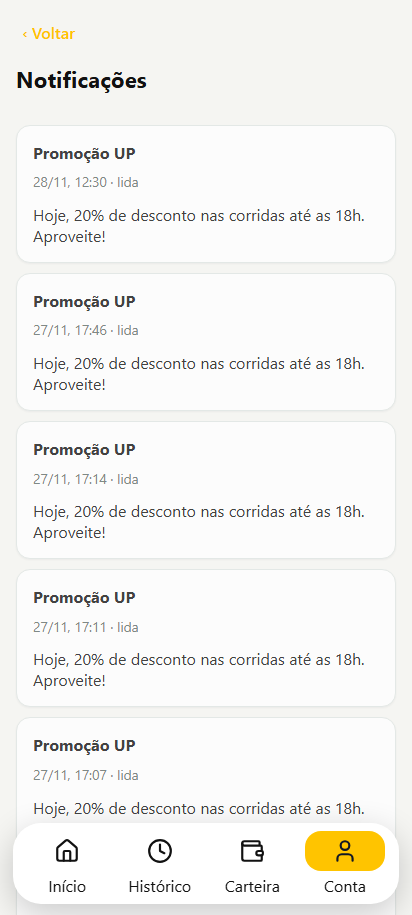 ‹ Voltar
Notificações
Promoção UP
28/11, 12:30 · lida
Hoje, 20% de desconto nas corridas até as 18h.
Aproveite!
Promoção UP
27/11, 17:46 · lida
Hoje, 20% de desconto nas corridas até as 18h.
Aproveite!
Promoção UP
27/11, 17:14 · lida
Hoje, 20% de desconto nas corridas até as 18h.
Aproveite!
Promoção UP
27/11, 17:11 · lida
Hoje, 20% de desconto nas corridas até as 18h.
Aproveite!
Promoção UP
27/11, 17:07 · lida
Hoje, 20% de desconto nas corridas até as 18h.
Início
Histórico
Carteira
Conta